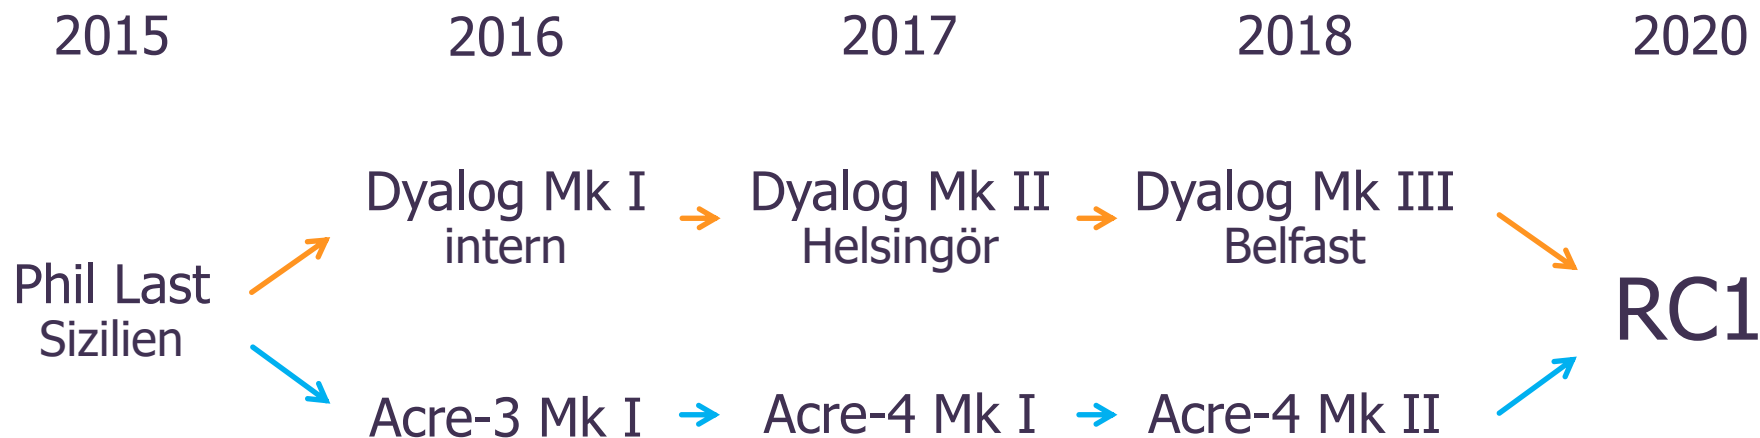 2015 2016 2017 2018 2020
Dyalog Mk I Dyalog Mk II Dyalog Mk III
intern Helsingör Belfast
Phil Last
Sizilien
RC1
Acre-3 Mk I Acre-4 Mk I Acre-4 Mk II